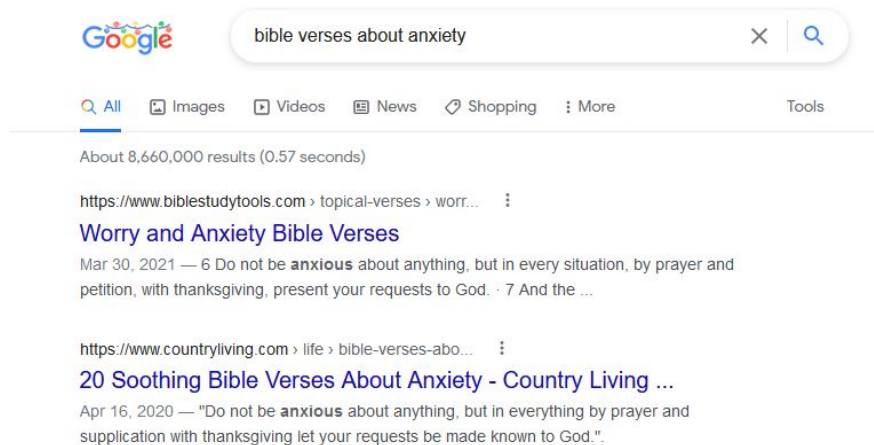 Google
bible verses about anxiety
All Images Videos News Shopping More Tools
About 8,660,000 results (0.57 seconds)
https://www.biblestudytools.com › topical-verses › worr...
Worry and Anxiety Bible Verses
Mar 30, 2021 — 6 Do not be anxious about anything, but in every situation, by prayer and
petition, with thanksgiving, present your requests to God. · 7 And the ...
https://www.countryliving.com › life › bible-verses-abo...
20 Soothing Bible Verses About Anxiety - Country Living ...
Apr 16, 2020 — "Do not be anxious about anything, but in everything by prayer and
supplication with thanksgiving let your requests be made known to God.".